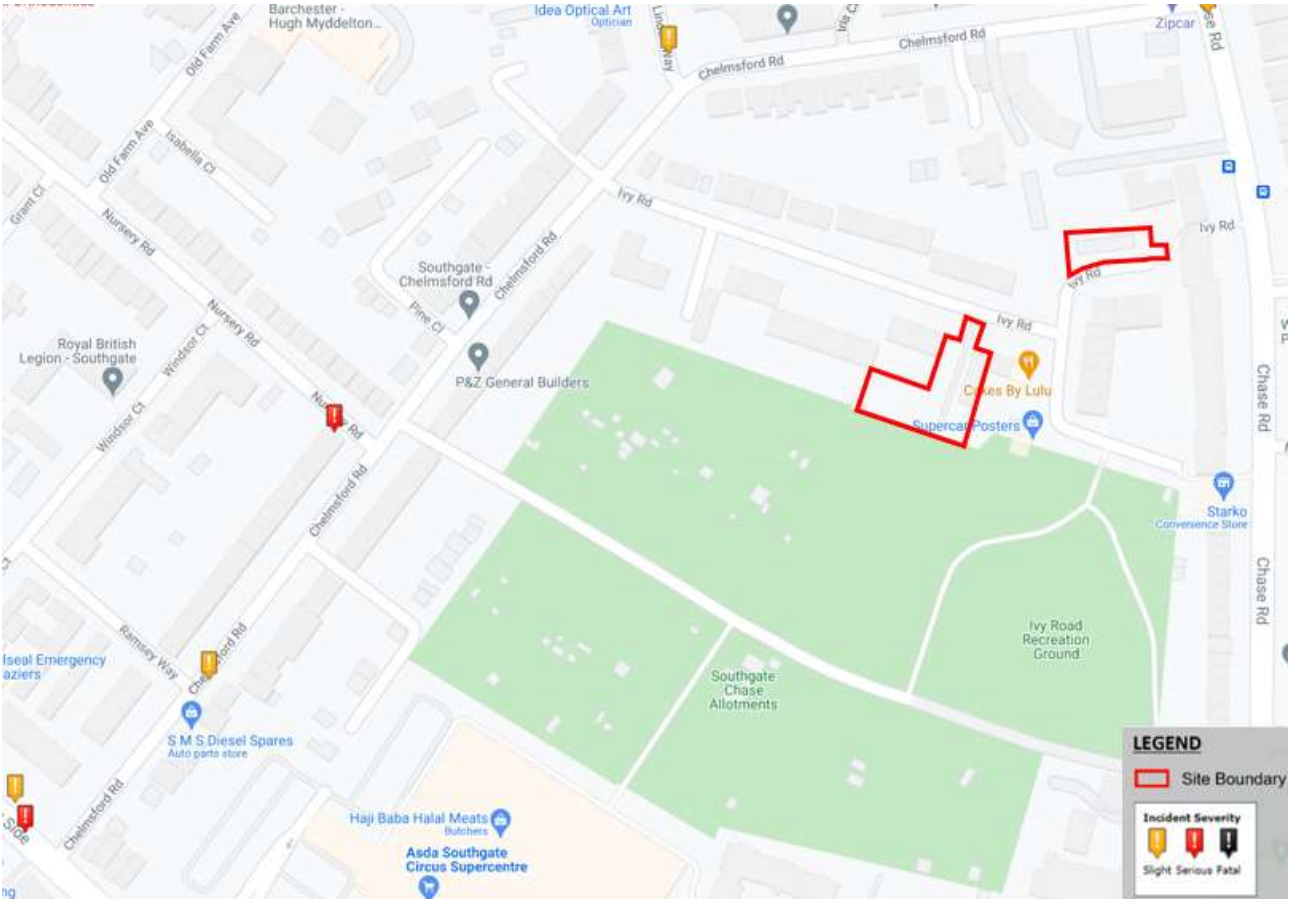 Barchester -
Hugh Myddelton...
Idea Optical Art
Optician
Zipcar
Old Farm Ave
Chelmsford Rd
Chelmsford Rd
Isabella Cl
Old Farm Ave
Grant Cl
Nursery Rd
Ivy Rd
Ivy Rd
Southgate -
Chelmsford Rd
Chelmsford Rd
Ivy Rd
Pine Cl
Nursery Rd
Ivy Rd
Royal British
Legion - Southgate
Windsor Ct
P&Z General Builders
Cakes By Lulu
Chase Rd
Nursery Rd
Supercar Posters
Windsor Ct
Chelmsford Rd
Starko
Convenience Store
Chase Rd
Ramsey Way
Chelmsford Rd
Ivy Road
Recreation
Ground
Southgate
Chase
Allotments
S M S Diesel Spares
Auto parts store
Chelmsford Rd
Side
Haji Baba Halal Meats
Butchers
Asda Southgate
Circus Supercentre
LEGEND
Site Boundary
Incident Severity
Slight Serious Fatal